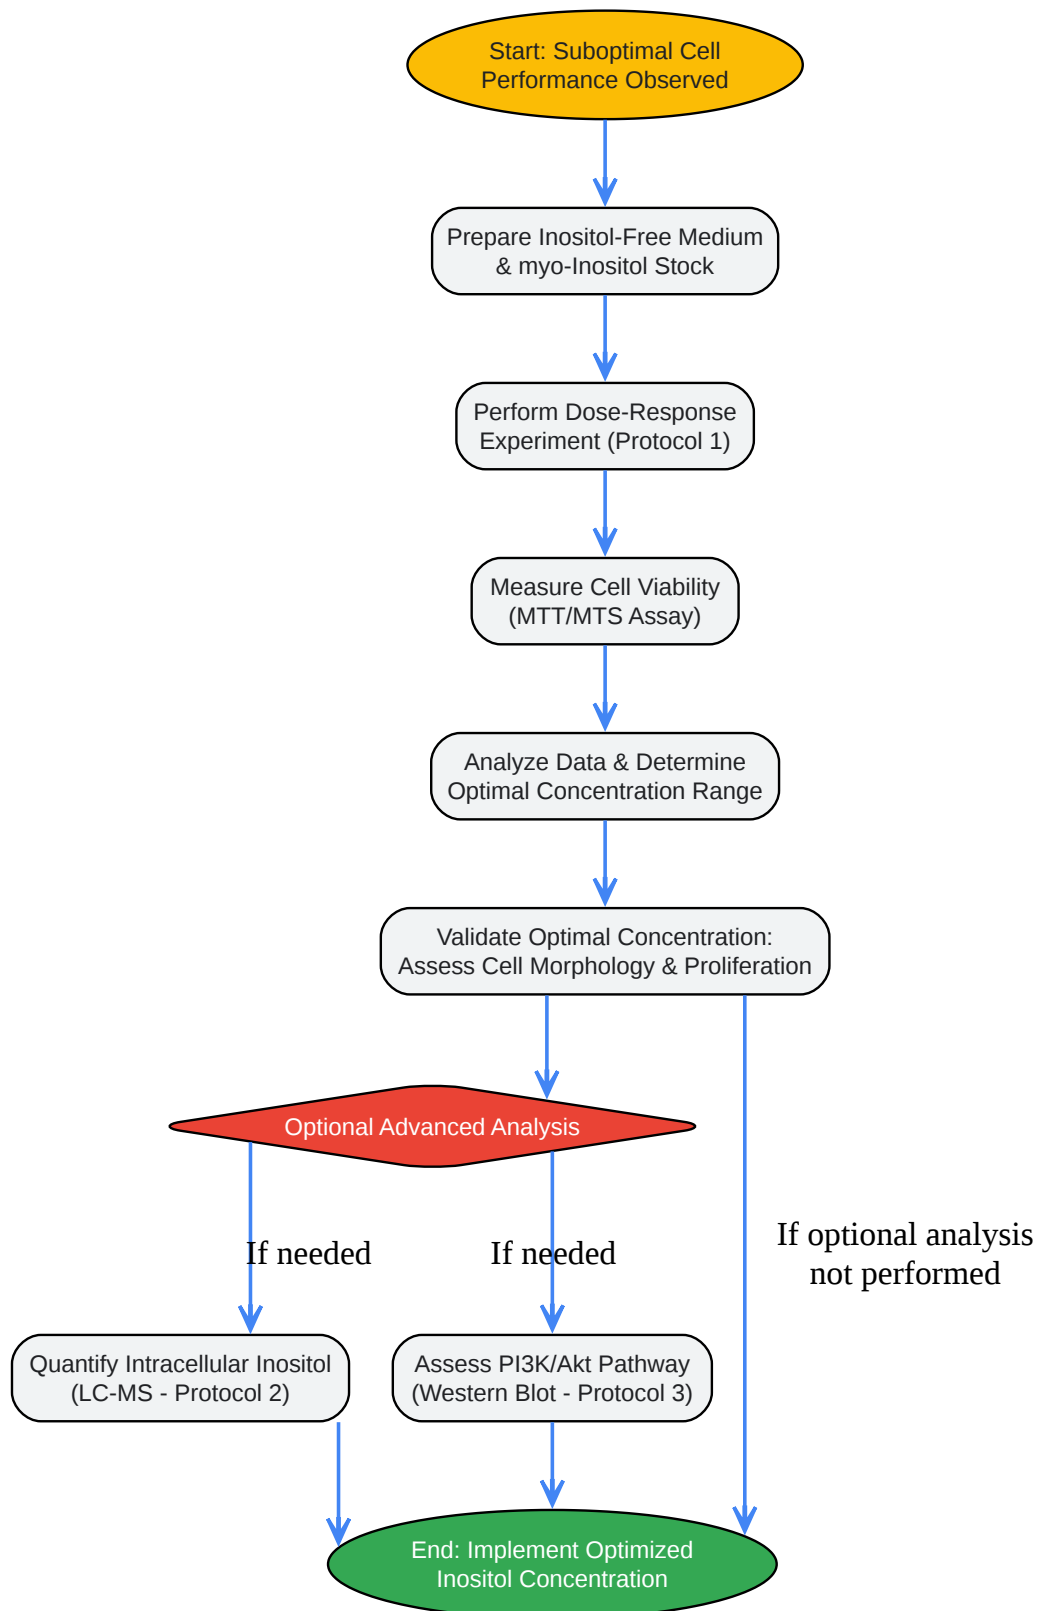 Start: Suboptimal Cell
Performance Observed
Prepare Inositol-Free Medium
& myo-Inositol Stock
Perform Dose-Response
Experiment (Protocol 1)
Measure Cell Viability
(MTT/MTS Assay)
Analyze Data & Determine
Optimal Concentration Range
Validate Optimal Concentration:
Assess Cell Morphology & Proliferation
Optional Advanced Analysis
If needed
If needed
If optional analysis
not performed
Quantify Intracellular Inositol
(LC-MS - Protocol 2)
Assess PI3K/Akt Pathway
(Western Blot - Protocol 3)
End: Implement Optimized
Inositol Concentration